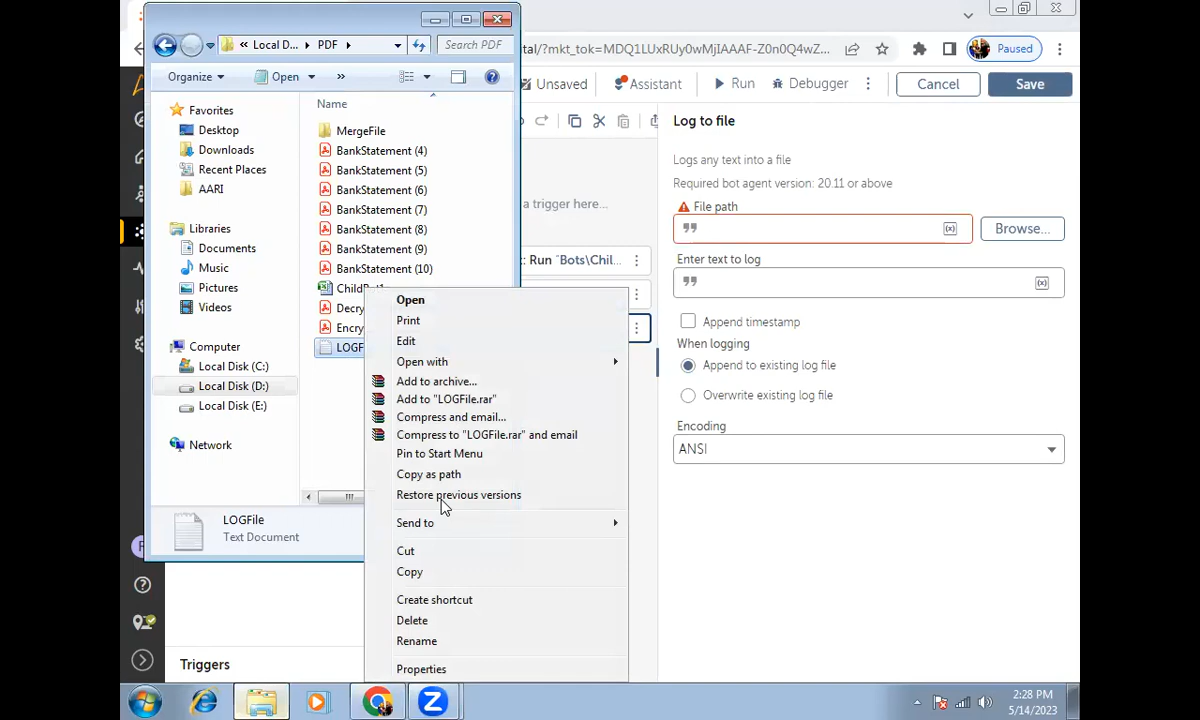 « Local D... ▸ PDF ▸
Search PDF
Organize
Open
»
Favorites
Desktop
Downloads
Recent Places
AARI
Libraries
Documents
Music
Pictures
Videos
Computer
Local Disk (C:)
Local Disk (D:)
Local Disk (E:)
Network
Name
MergeFile
BankStatement (4)
BankStatement (5)
BankStatement (6)
BankStatement (7)
BankStatement (8)
BankStatement (9)
BankStatement (10)
Decry
Encry
LOGF
LOGFile
Text Document
Open
Print
Edit
Open with
Add to archive...
Add to "LOGFile.rar"
Compress and email...
Compress to "LOGFile.rar" and email
Pin to Start Menu
Copy as path
Restore previous versions
Send to
Cut
Copy
Create shortcut
Delete
Rename
Properties
ital/?mkt_tok=MDQ1LUxRUy0wMjIAAAF-Z0n0Q4wZ...
Paused
Unsaved
Assistant
Run
Debugger
Cancel
Save
a trigger here...
: Run "Bots\Chil...
Log to file
Logs any text into a file
Required bot agent version: 20.11 or above
File path
Browse...
Enter text to log
Append timestamp
When logging
Append to existing log file
Overwrite existing log file
Encoding
ANSI
Triggers
2:28 PM
5/14/2023